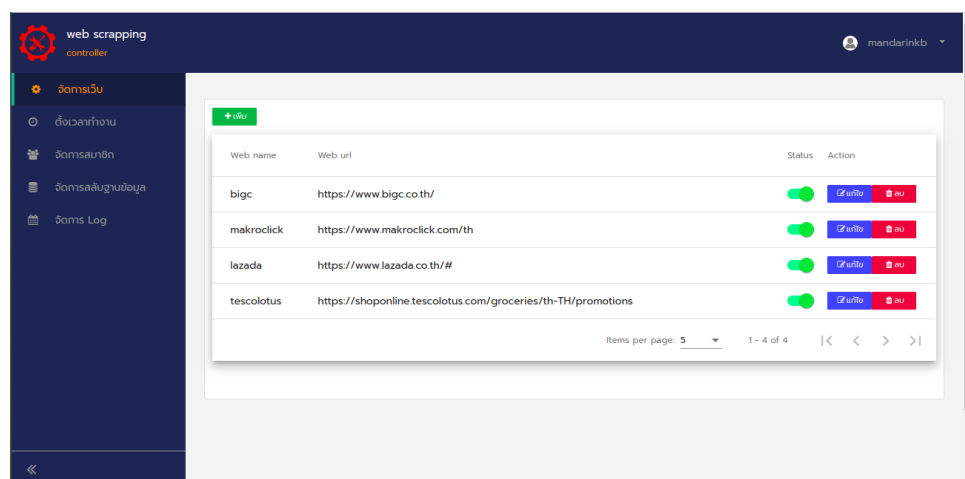 web scrapping
controller
mandarinkb
จัดการเว็บ
ตั้งเวลาทำงาน
จัดการสมาชิก
จัดการสลับฐานข้อมูล
จัดการ Log
+ เพิ่ม
Web name Web url Status Action
bigc https://www.bigc.co.th/ แก้ไข ลบ
makroclick https://www.makroclick.com/th แก้ไข ลบ
lazada https://www.lazada.co.th/# แก้ไข ลบ
tescolotus https://shoponline.tescolotus.com/groceries/th-TH/promotions แก้ไข ลบ
Items per page: 5 1 - 4 of 4